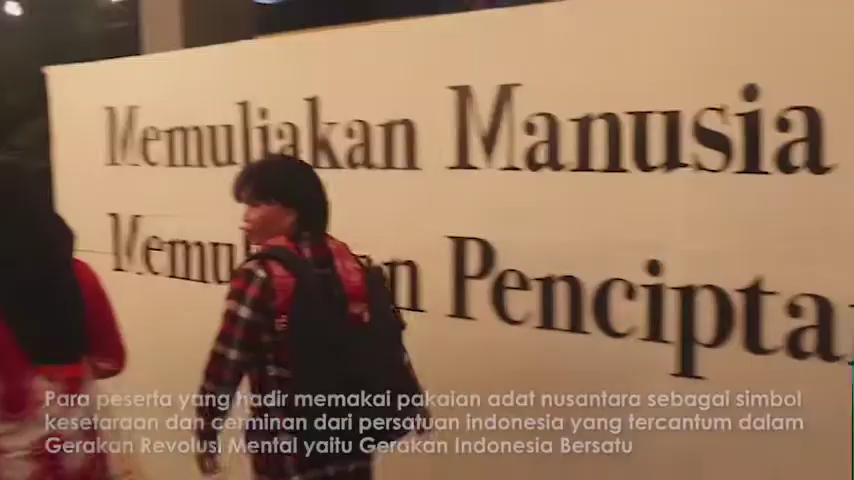 Memuliakan Manusia
Pencipta
Para peserta yang hadir memakai pakaian adat nusantara sebagai simbol
kesetaraan dan cerminan dari persatuan indonesia yang tercantum dalam
Gerakan Revolusi Mental yaitu Gerakan Indonesia Bersatu